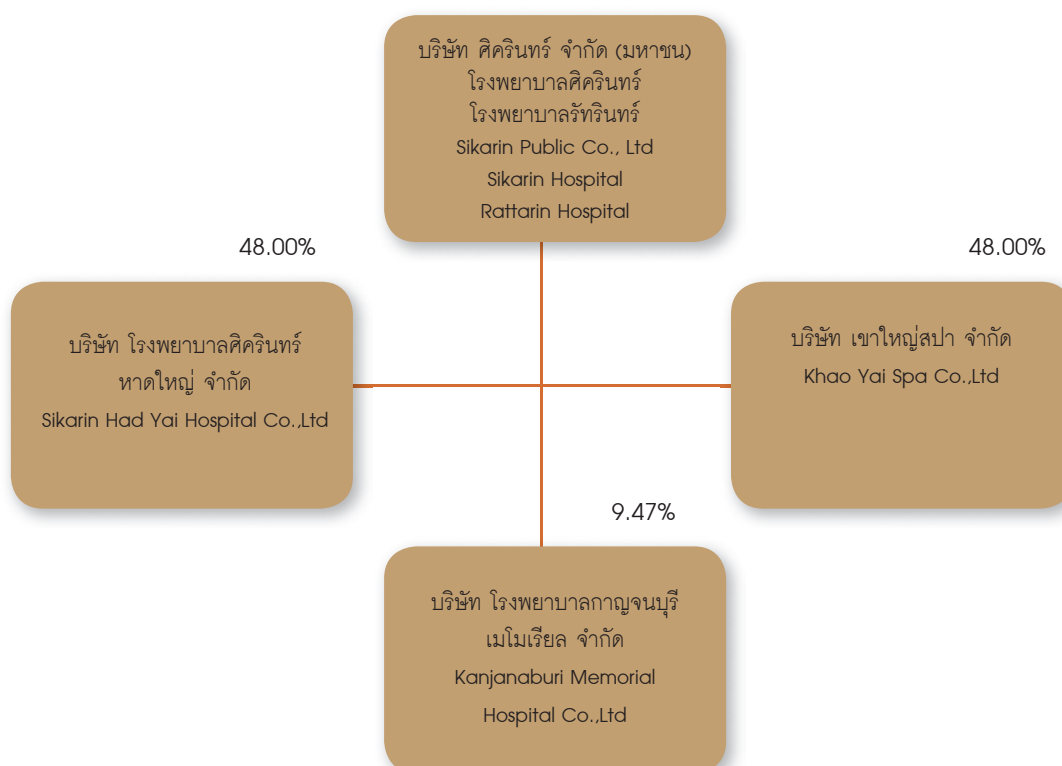 บริษัท ศิครินทร์ จำกัด (มหาชน)
โรงพยาบาลศิครินทร์
โรงพยาบาลรัทรินทร์
Sikarin Public Co., Ltd
Sikarin Hospital
Rattarin Hospital
48.00%
48.00%
บริษัท โรงพยาบาลศิครินทร์
หาดใหญ่ จำกัด
Sikarin Had Yai Hospital Co.,Ltd
บริษัท เขาใหญ่สปา จำกัด
Khao Yai Spa Co.,Ltd
9.47%
บริษัท โรงพยาบาลกาญจนบุรี
เมโมเรียล จำกัด
Kanjanaburi Memorial
Hospital Co.,Ltd